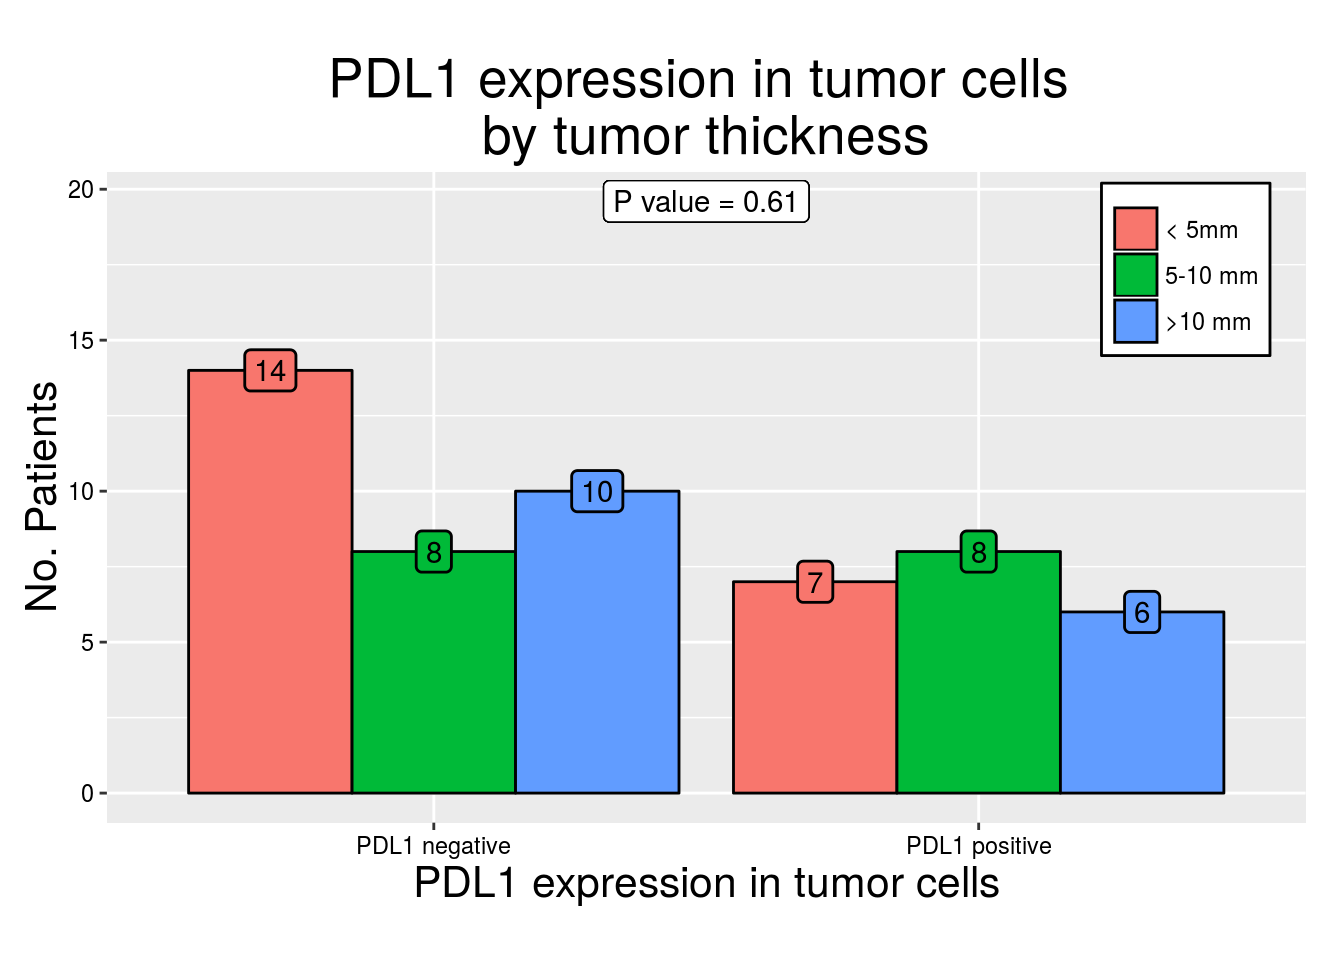 PDL1 expression in tumor cells
by tumor thickness
P value = 0.61
< 5mm
5-10 mm
>10 mm
No. Patients
20
15
10
5
0
14
8
10
7
8
6
PDL1 negative
PDL1 positive
PDL1 expression in tumor cells